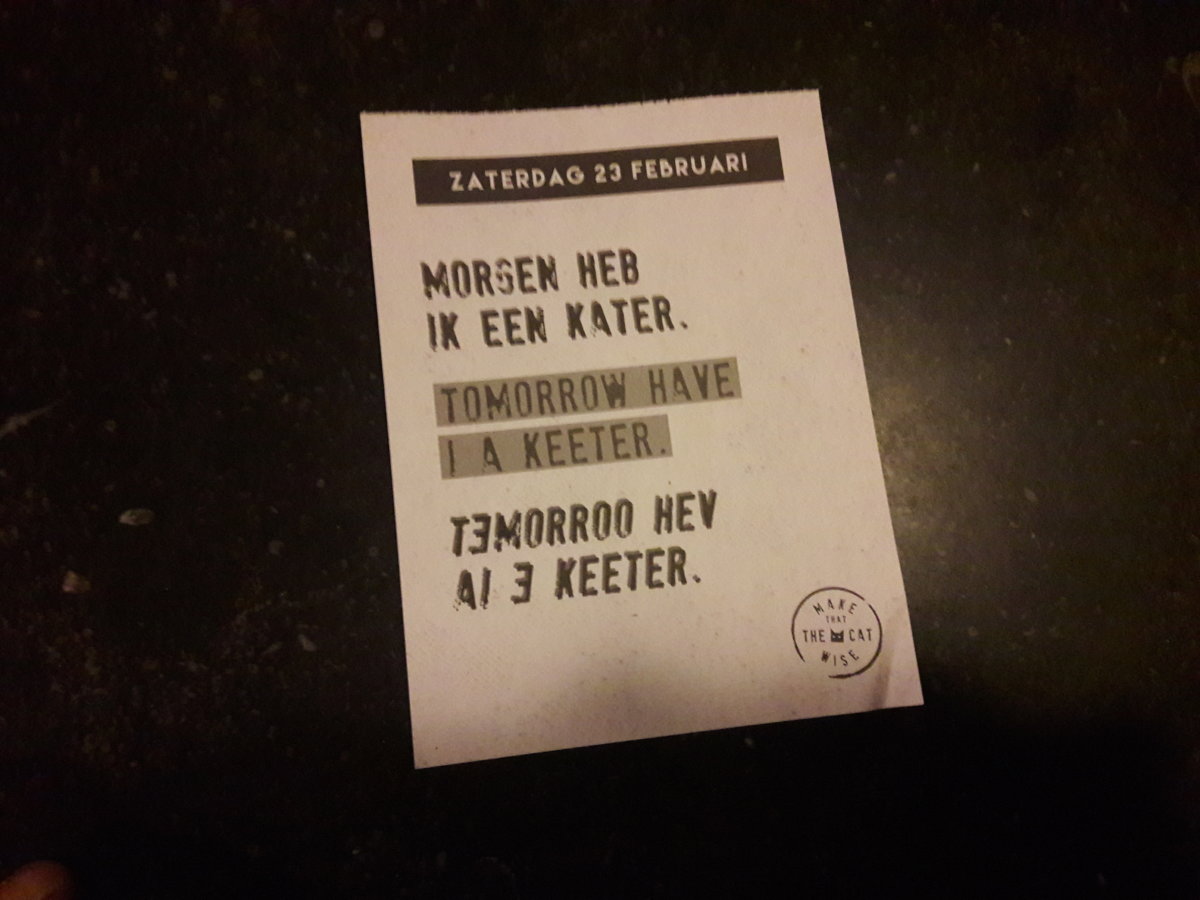 ZATERDAG 23 FEBRUARI
MORGEN HEB
IK EEN KATER.
TOMORROW HAVE
I A KEETER.
TƎMORROO HEV
AI Ǝ KEETER.
MAKE
THAT
THE CAT
WISE